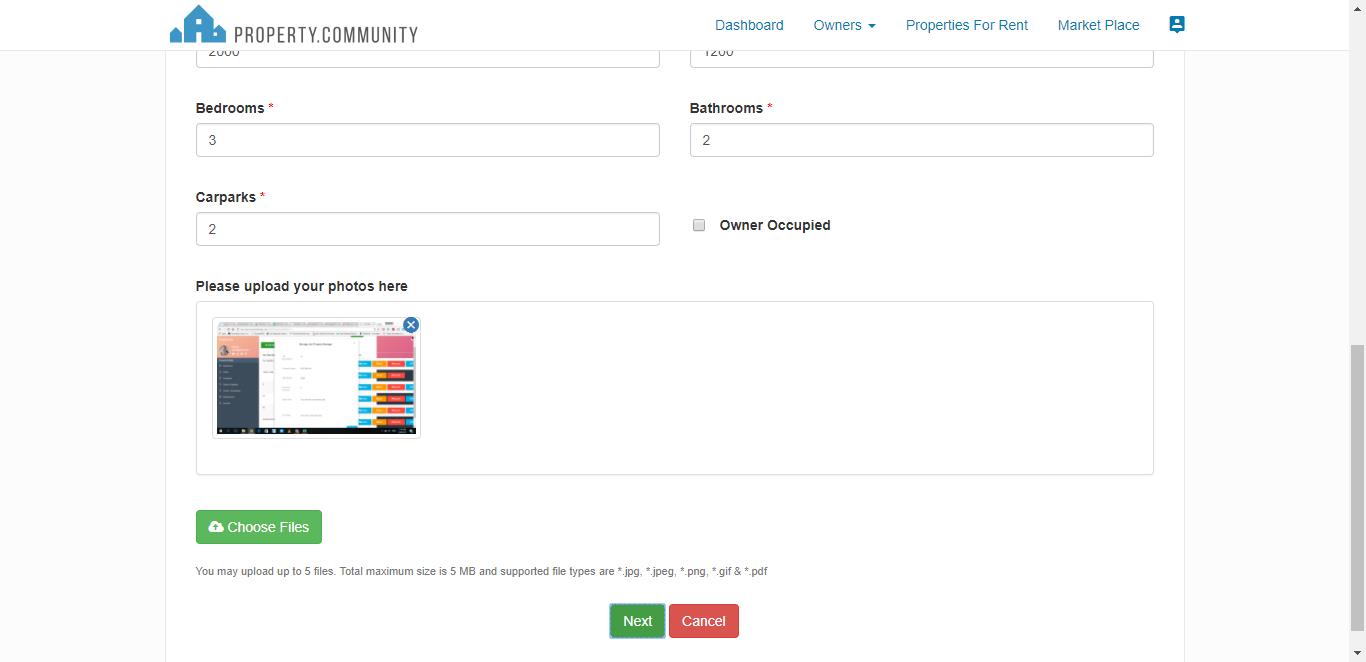 PROPERTY.COMMUNITY
Dashboard Owners Properties For Rent Market Place
2000 1200
Bedrooms * Bathrooms *
3 2
Carparks *
2 Owner Occupied
Please upload your photos here
Choose Files
You may upload up to 5 files. Total maximum size is 5 MB and supported file types are *.jpg, *.jpeg, *.png, *.gif & *.pdf
Next Cancel